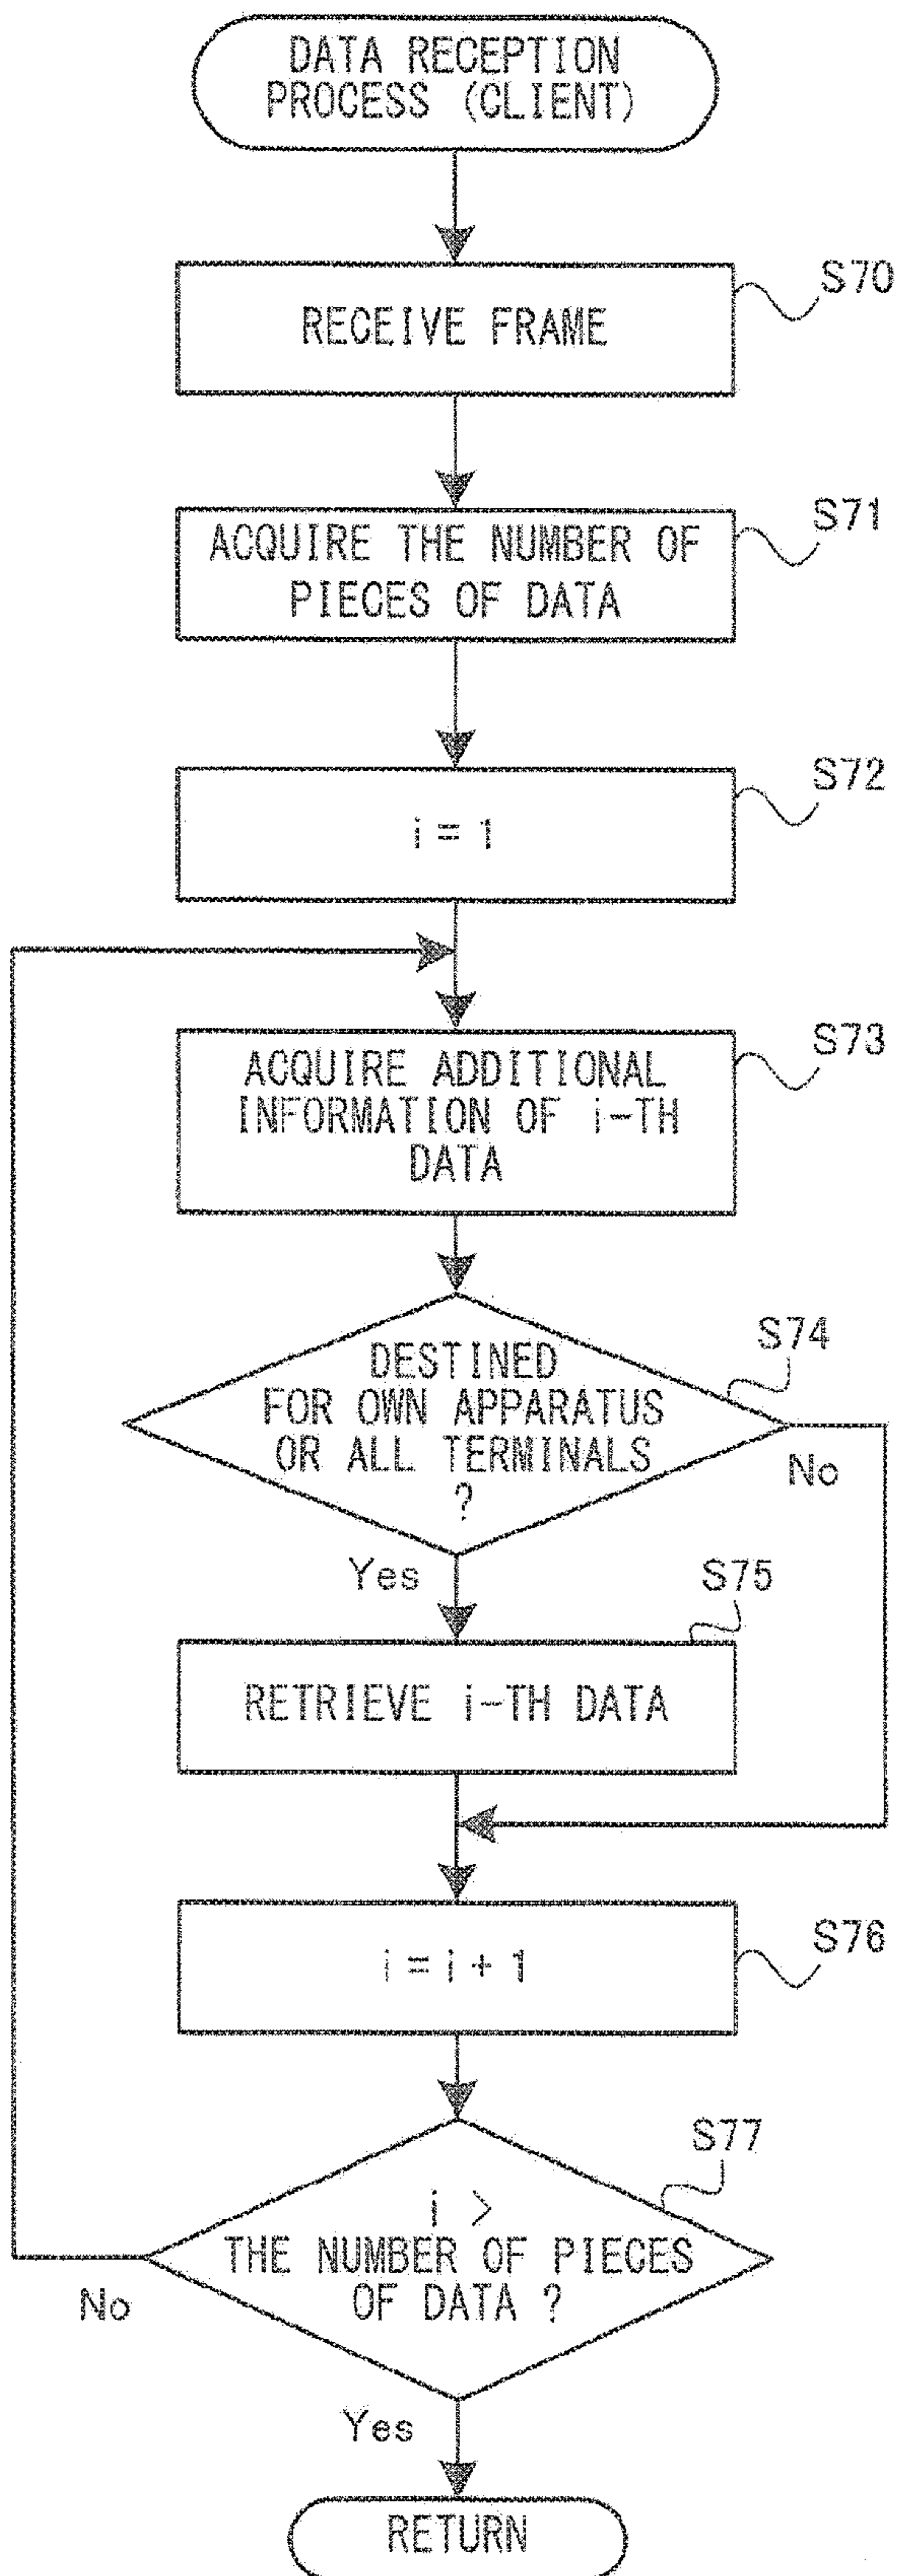 DATA RECEPTION
PROCESS (CLIENT)
S70
RECEIVE FRAME
S71
ACQUIRE THE NUMBER OF
PIECES OF DATA
S72
i = 1
S73
ACQUIRE ADDITIONAL
INFORMATION OF i-TH
DATA
S74
DESTINED
FOR OWN APPARATUS
OR ALL TERMINALS
?
No
Yes
S75
RETRIEVE i-TH DATA
S76
i = i + 1
S77
i >
THE NUMBER OF PIECES
OF DATA ?
No
Yes
RETURN